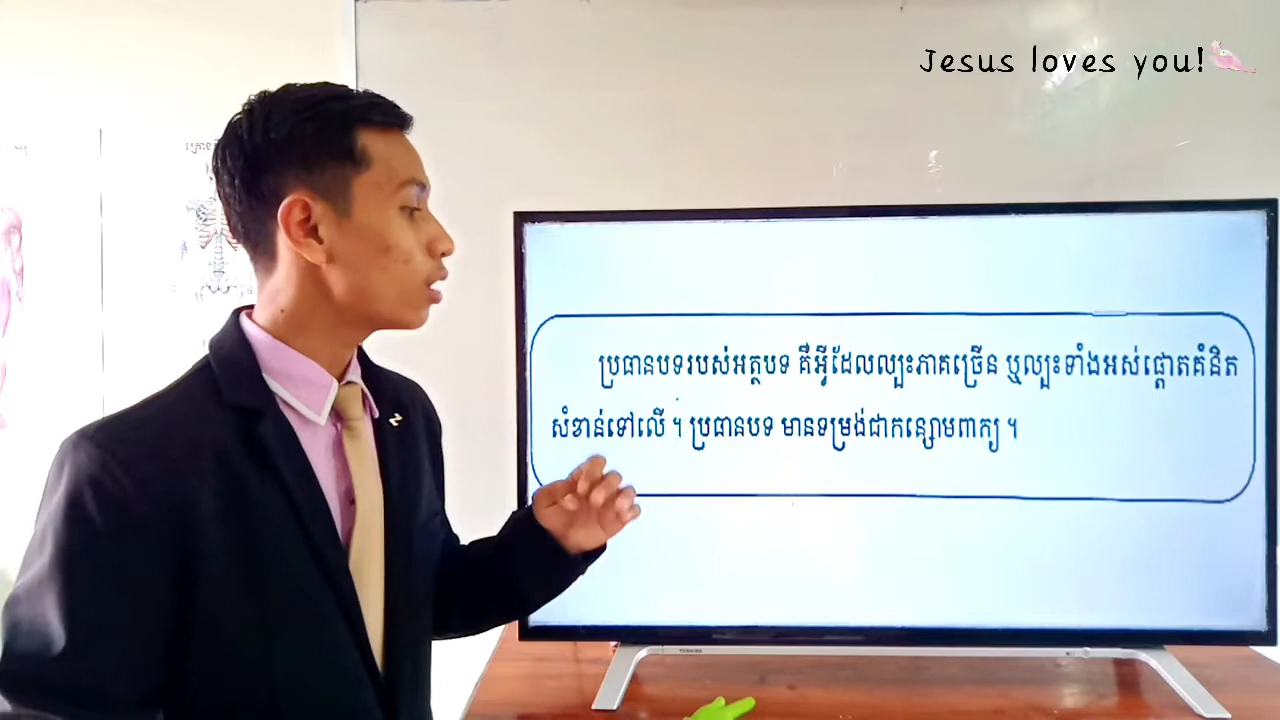 Jesus loves you!
ប្រធានបទរបស់អត្ថបទ គឺអ្វីដែលល្បះភាគច្រើន ឬល្បះទាំងអស់ផ្តោតគំនិត
សំខាន់ទៅលើ ។ ប្រធានបទ មានទម្រង់ជាកន្សោមពាក្យ ។
TOSHIBA